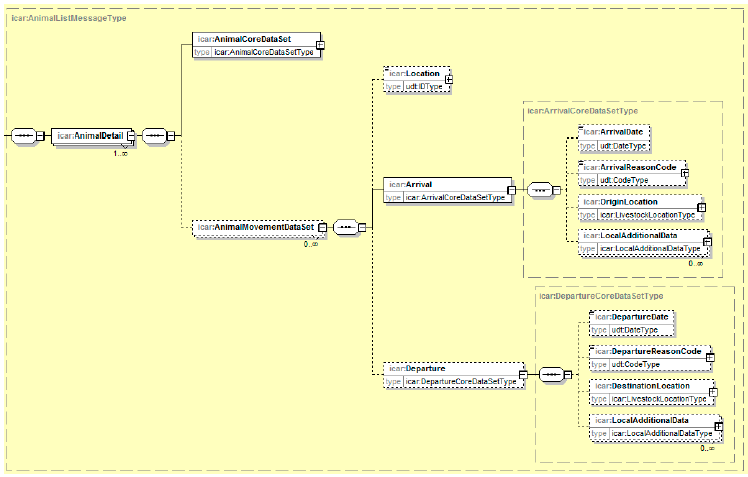 icar:AnimalListMessageType
icar:AnimalCoreDataSet
type icar:AnimalCoreDataSetType
icar:Location
type udt:IDType
icar:ArrivalCoreDataSetType
icar:ArrivalDate
type udt:DateType
icar:AnimalDetail
1..∞
icar:ArrivalReasonCode
type udt:CodeType
icar:Arrival
type icar:ArrivalCoreDataSetType
icar:OriginLocation
type icar:LivestockLocationType
icar:AnimalMovementDataSet
0..∞
icar:LocalAdditionalData
type icar:LocalAdditionalDataType
0..∞
icar:DepartureCoreDataSetType
icar:DepartureDate
type udt:DateType
icar:DepartureReasonCode
type udt:CodeType
icar:Departure
type icar:DepartureCoreDataSetType
icar:DestinationLocation
type icar:LivestockLocationType
icar:LocalAdditionalData
type icar:LocalAdditionalDataType
0..∞